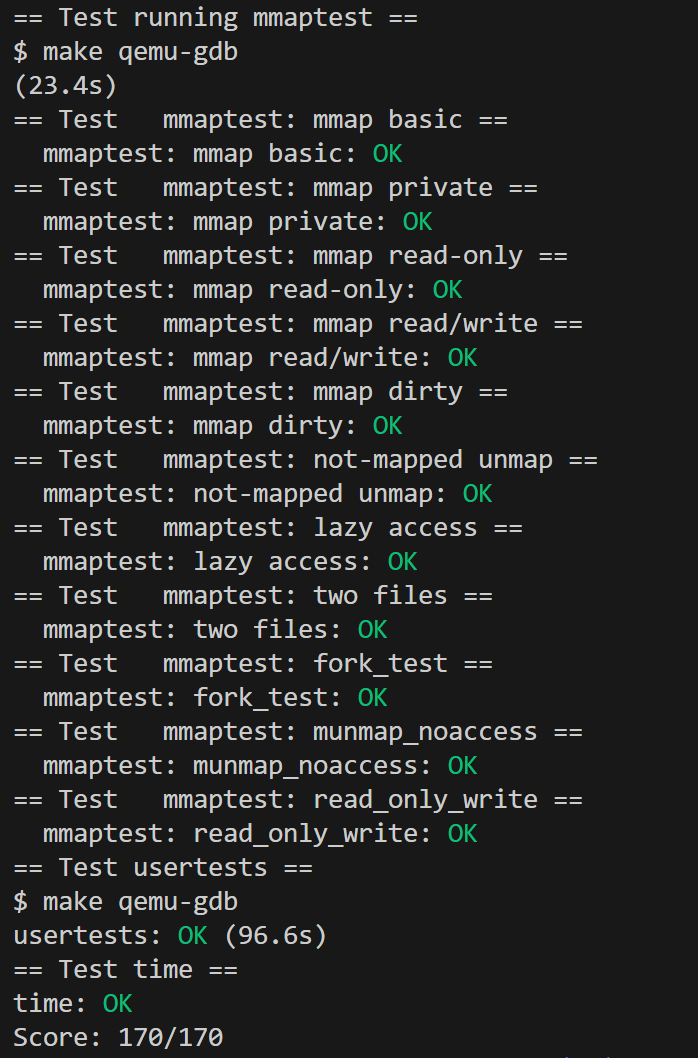 == Test running mmaptest ==
$ make qemu-gdb
(23.4s)
== Test   mmaptest: mmap basic ==
  mmaptest: mmap basic: OK
== Test   mmaptest: mmap private ==
  mmaptest: mmap private: OK
== Test   mmaptest: mmap read-only ==
  mmaptest: mmap read-only: OK
== Test   mmaptest: mmap read/write ==
  mmaptest: mmap read/write: OK
== Test   mmaptest: mmap dirty ==
  mmaptest: mmap dirty: OK
== Test   mmaptest: not-mapped unmap ==
  mmaptest: not-mapped unmap: OK
== Test   mmaptest: lazy access ==
  mmaptest: lazy access: OK
== Test   mmaptest: two files ==
  mmaptest: two files: OK
== Test   mmaptest: fork_test ==
  mmaptest: fork_test: OK
== Test   mmaptest: munmap_noaccess ==
  mmaptest: munmap_noaccess: OK
== Test   mmaptest: read_only_write ==
  mmaptest: read_only_write: OK
== Test usertests ==
$ make qemu-gdb
usertests: OK (96.6s)
== Test time ==
time: OK
Score: 170/170